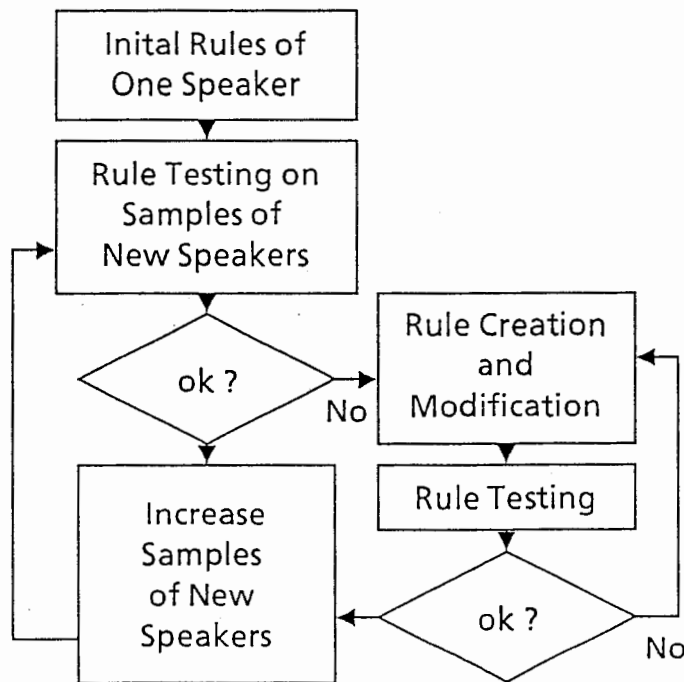 Inital Rules of
One Speaker
Rule Testing on
Samples of
New Speakers
ok ?
No
Rule Creation
and
Modification
Rule Testing
Increase
Samples
of New
Speakers
ok ?
No